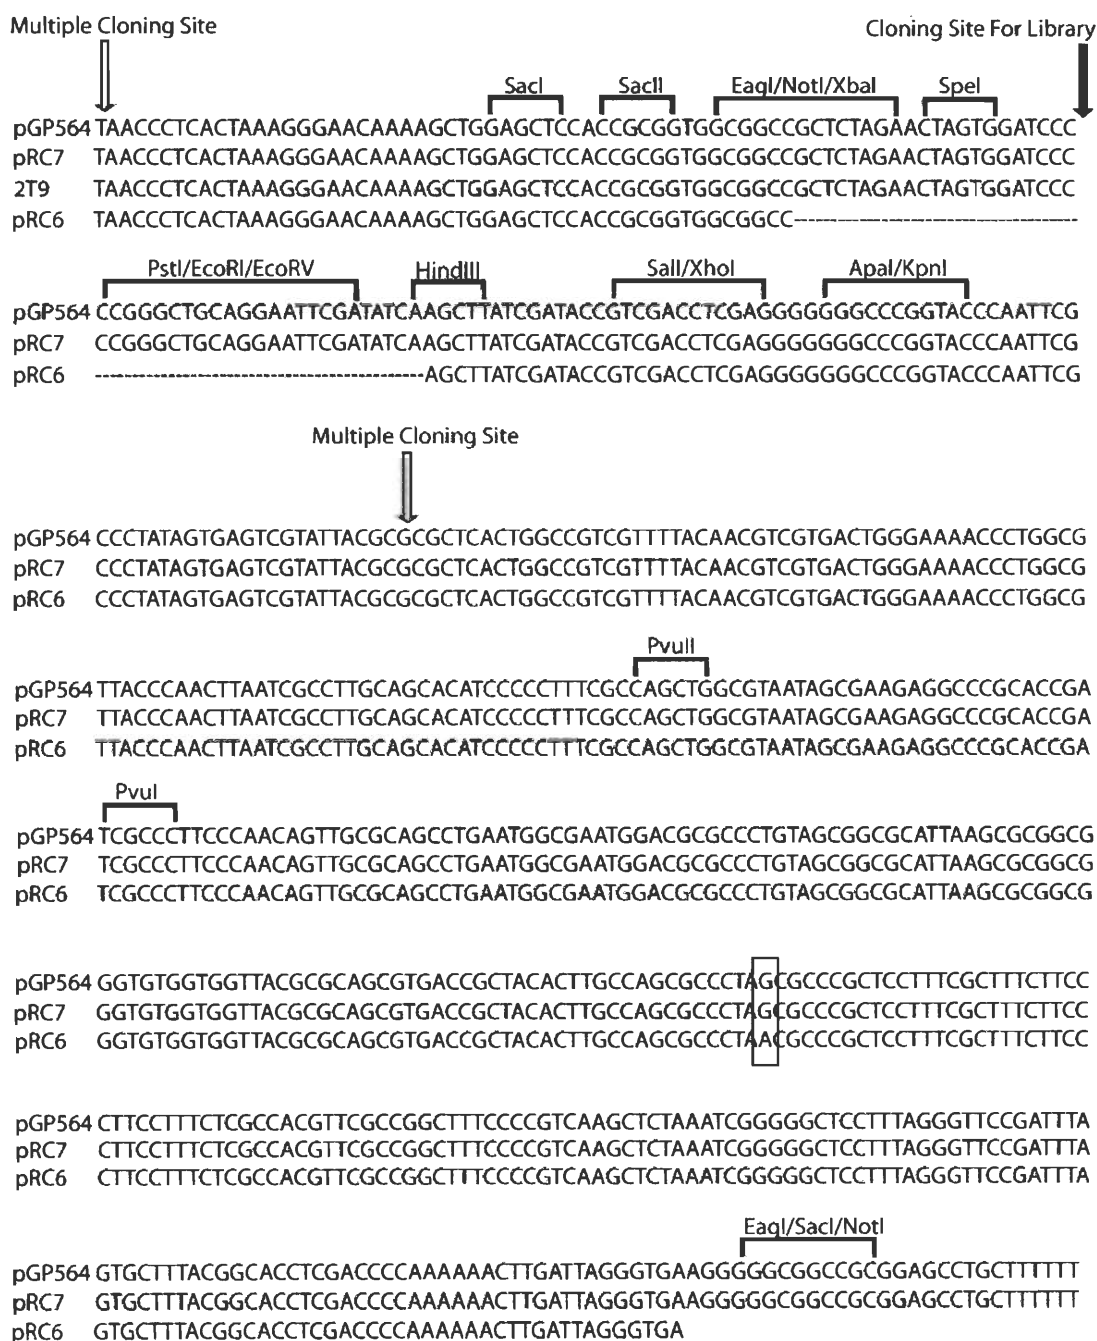 Multiple Cloning Site
Cloning Site For Library
SacI SacII EagI/NotI/XbaI SpeI
pGP564 TAACCCTCACTAAAGGGAACAAAAGCTGGAGCTCCACCGCGGTGGCGGCCGCTCTAGAACTAGTGGATCCC
pRC7 TAACCCTCACTAAAGGGAACAAAAGCTGGAGCTCCACCGCGGTGGCGGCCGCTCTAGAACTAGTGGATCCC
2T9 TAACCCTCACTAAAGGGAACAAAAGCTGGAGCTCCACCGCGGTGGCGGCCGCTCTAGAACTAGTGGATCCC
pRC6 TAACCCTCACTAAAGGGAACAAAAGCTGGAGCTCCACCGCGGTGGCGGCC---------------------
PstI/EcoRI/EcoRV HindIII SalI/XhoI ApaI/KpnI
pGP564 CCGGGCTGCAGGAATTCGATATCAAGCTTATCGATACCGTCGACCTCGAGGGGGGGCCCGGTACCCAATTCG
pRC7 CCGGGCTGCAGGAATTCGATATCAAGCTTATCGATACCGTCGACCTCGAGGGGGGGCCCGGTACCCAATTCG
pRC6 ------------------------AGCTTATCGATACCGTCGACCTCGAGGGGGGGCCCGGTACCCAATTCG
Multiple Cloning Site
pGP564 CCCTATAGTGAGTCGTATTACGCGCGCTCACTGGCCGTCGTTTTACAACGTCGTGACTGGGAAAACCCTGGCG
pRC7 CCCTATAGTGAGTCGTATTACGCGCGCTCACTGGCCGTCGTTTTACAACGTCGTGACTGGGAAAACCCTGGCG
pRC6 CCCTATAGTGAGTCGTATTACGCGCGCTCACTGGCCGTCGTTTTACAACGTCGTGACTGGGAAAACCCTGGCG
PvuII
pGP564 TTACCCAACTTAATCGCCTTGCAGCACATCCCCCTTTCGCCAGCTGGCGTAATAGCGAAGAGGCCCGCACCGA
pRC7 TTACCCAACTTAATCGCCTTGCAGCACATCCCCCTTTCGCCAGCTGGCGTAATAGCGAAGAGGCCCGCACCGA
pRC6 TTACCCAACTTAATCGCCTTGCAGCACATCCCCCTTTCGCCAGCTGGCGTAATAGCGAAGAGGCCCGCACCGA
PvuI
pGP564 TCGCCCTTCCCAACAGTTGCGCAGCCTGAATGGCGAATGGACGCGCCCTGTAGCGGCGCATTAAGCGCGGCG
pRC7 TCGCCCTTCCCAACAGTTGCGCAGCCTGAATGGCGAATGGACGCGCCCTGTAGCGGCGCATTAAGCGCGGCG
pRC6 TCGCCCTTCCCAACAGTTGCGCAGCCTGAATGGCGAATGGACGCGCCCTGTAGCGGCGCATTAAGCGCGGCG
pGP564 GGTGTGGTGGTTACGCGCAGCGTGACCGCTACACTTGCCAGCGCCCTAGCGCCCGCTCCTTTCGCTTTCTTCC
pRC7 GGTGTGGTGGTTACGCGCAGCGTGACCGCTACACTTGCCAGCGCCCTAGCGCCCGCTCCTTTCGCTTTCTTCC
pRC6 GGTGTGGTGGTTACGCGCAGCGTGACCGCTACACTTGCCAGCGCCCTAACGCCCGCTCCTTTCGCTTTCTTCC
pGP564 CTTCCTTTCTCGCCACGTTCGCCGGCTTTCCCCGTCAAGCTCTAAATCGGGGGCTCCTTTAGGGTTCCGATTTA
pRC7 CTTCCTTTCTCGCCACGTTCGCCGGCTTTCCCCGTCAAGCTCTAAATCGGGGGCTCCTTTAGGGTTCCGATTTA
pRC6 CTTCCTTTCTCGCCACGTTCGCCGGCTTTCCCCGTCAAGCTCTAAATCGGGGGCTCCTTTAGGGTTCCGATTTA
EagI/SacI/NotI
pGP564 GTGCTTTACGGCACCTCGACCCCAAAAAACTTGATTAGGGTGAAGGGGGCGGCCGCGGAGCCTGCTTTTTT
pRC7 GTGCTTTACGGCACCTCGACCCCAAAAAACTTGATTAGGGTGAAGGGGGCGGCCGCGGAGCCTGCTTTTTT
pRC6 GTGCTTTACGGCACCTCGACCCCAAAAAACTTGATTAGGGTGA